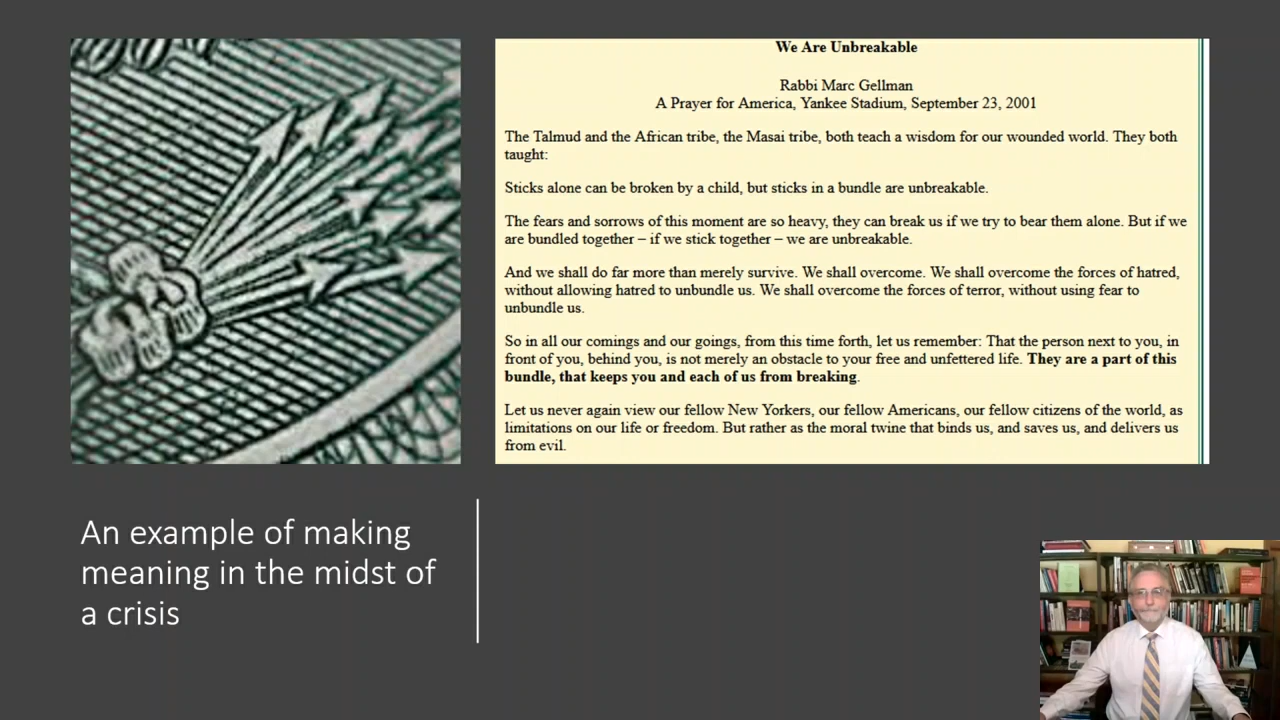 We Are Unbreakable
Rabbi Marc Gellman
A Prayer for America, Yankee Stadium, September 23, 2001
The Talmud and the African tribe, the Masai tribe, both teach a wisdom for our wounded world. They both
taught:
Sticks alone can be broken by a child, but sticks in a bundle are unbreakable.
The fears and sorrows of this moment are so heavy, they can break us if we try to bear them alone. But if we
are bundled together – if we stick together – we are unbreakable.
And we shall do far more than merely survive. We shall overcome. We shall overcome the forces of hatred,
without allowing hatred to unbundle us. We shall overcome the forces of terror, without using fear to
unbundle us.
So in all our comings and our goings, from this time forth, let us remember: That the person next to you, in
front of you, behind you, is not merely an obstacle to your free and unfettered life. They are a part of this
bundle, that keeps you and each of us from breaking.
Let us never again view our fellow New Yorkers, our fellow Americans, our fellow citizens of the world, as
limitations on our life or freedom. But rather as the moral twine that binds us, and saves us, and delivers us
from evil.
An example of making
meaning in the midst of
a crisis